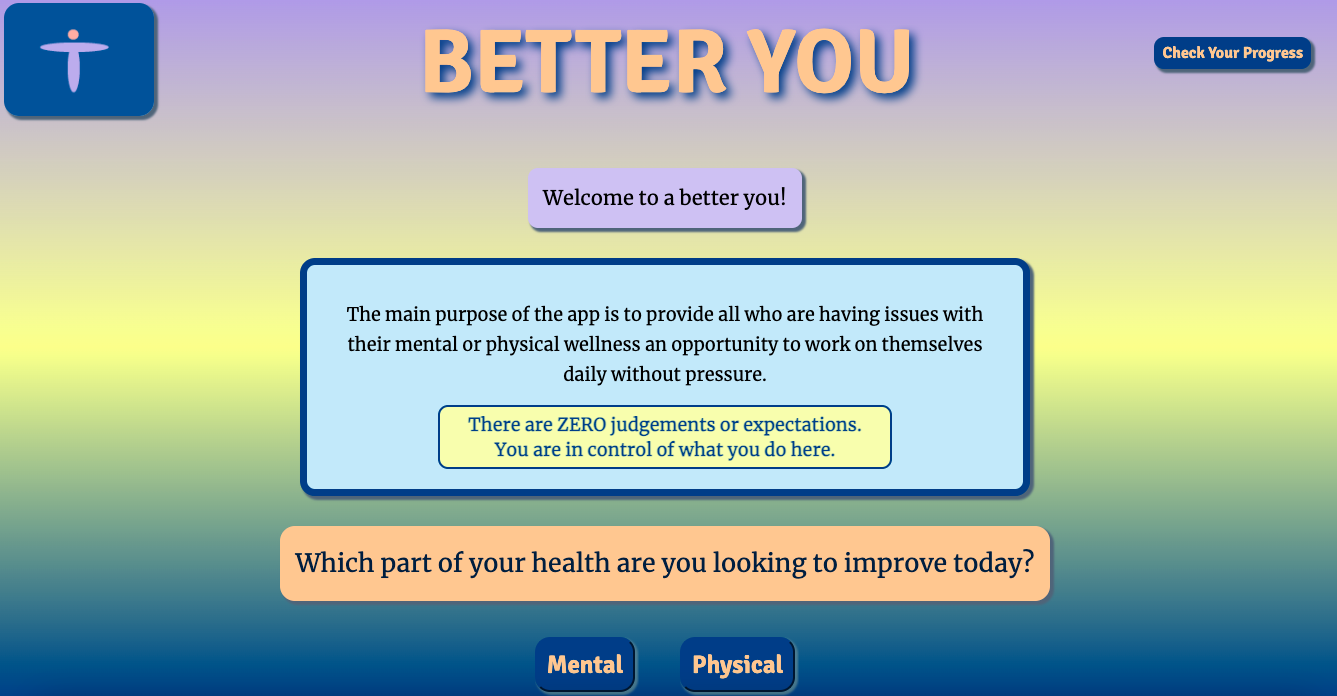 BETTER YOU
Check Your Progress
Welcome to a better you!
The main purpose of the app is to provide all who are having issues with
their mental or physical wellness an opportunity to work on themselves
daily without pressure.
There are ZERO judgements or expectations.
You are in control of what you do here.
Which part of your health are you looking to improve today?
Mental
Physical